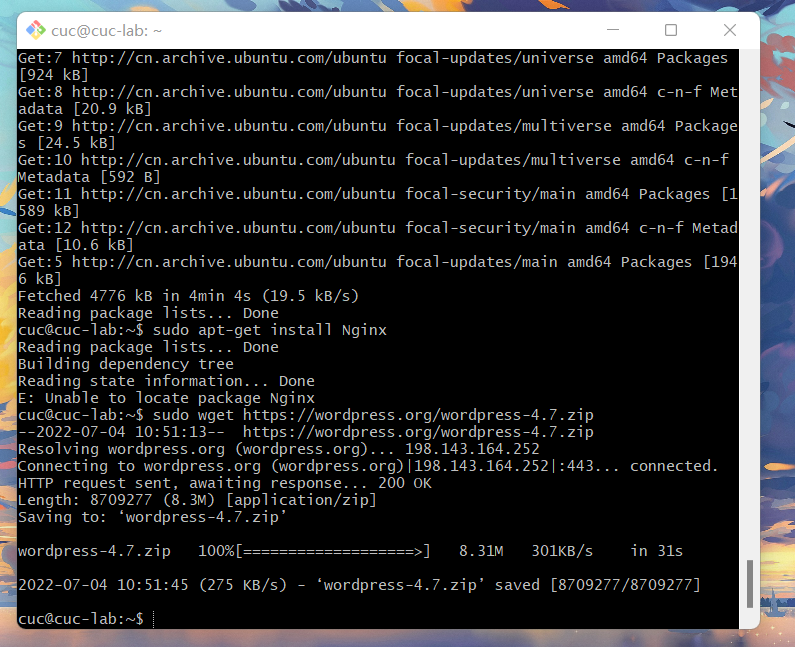 cuc@cuc-lab: ~
Get:7 http://cn.archive.ubuntu.com/ubuntu focal-updates/universe amd64 Packages
[924 kB]
Get:8 http://cn.archive.ubuntu.com/ubuntu focal-updates/universe amd64 c-n-f Met
adata [20.9 kB]
Get:9 http://cn.archive.ubuntu.com/ubuntu focal-updates/multiverse amd64 Package
s [24.5 kB]
Get:10 http://cn.archive.ubuntu.com/ubuntu focal-updates/multiverse amd64 c-n-f
Metadata [592 B]
Get:11 http://cn.archive.ubuntu.com/ubuntu focal-security/main amd64 Packages [1
589 kB]
Get:12 http://cn.archive.ubuntu.com/ubuntu focal-security/main amd64 c-n-f Metad
ata [10.6 kB]
Get:5 http://cn.archive.ubuntu.com/ubuntu focal-updates/main amd64 Packages [194
6 kB]
Fetched 4776 kB in 4min 4s (19.5 kB/s)
Reading package lists... Done
cuc@cuc-lab:~$ sudo apt-get install Nginx
Reading package lists... Done
Building dependency tree
Reading state information... Done
E: Unable to locate package Nginx
cuc@cuc-lab:~$ sudo wget https://wordpress.org/wordpress-4.7.zip
--2022-07-04 10:51:13--  https://wordpress.org/wordpress-4.7.zip
Resolving wordpress.org (wordpress.org)... 198.143.164.252
Connecting to wordpress.org (wordpress.org)|198.143.164.252|:443... connected.
HTTP request sent, awaiting response... 200 OK
Length: 8709277 (8.3M) [application/zip]
Saving to: ‘wordpress-4.7.zip’
wordpress-4.7.zip   100%[===================>]   8.31M   301KB/s    in 31s
2022-07-04 10:51:45 (275 KB/s) - ‘wordpress-4.7.zip’ saved [8709277/8709277]
cuc@cuc-lab:~$